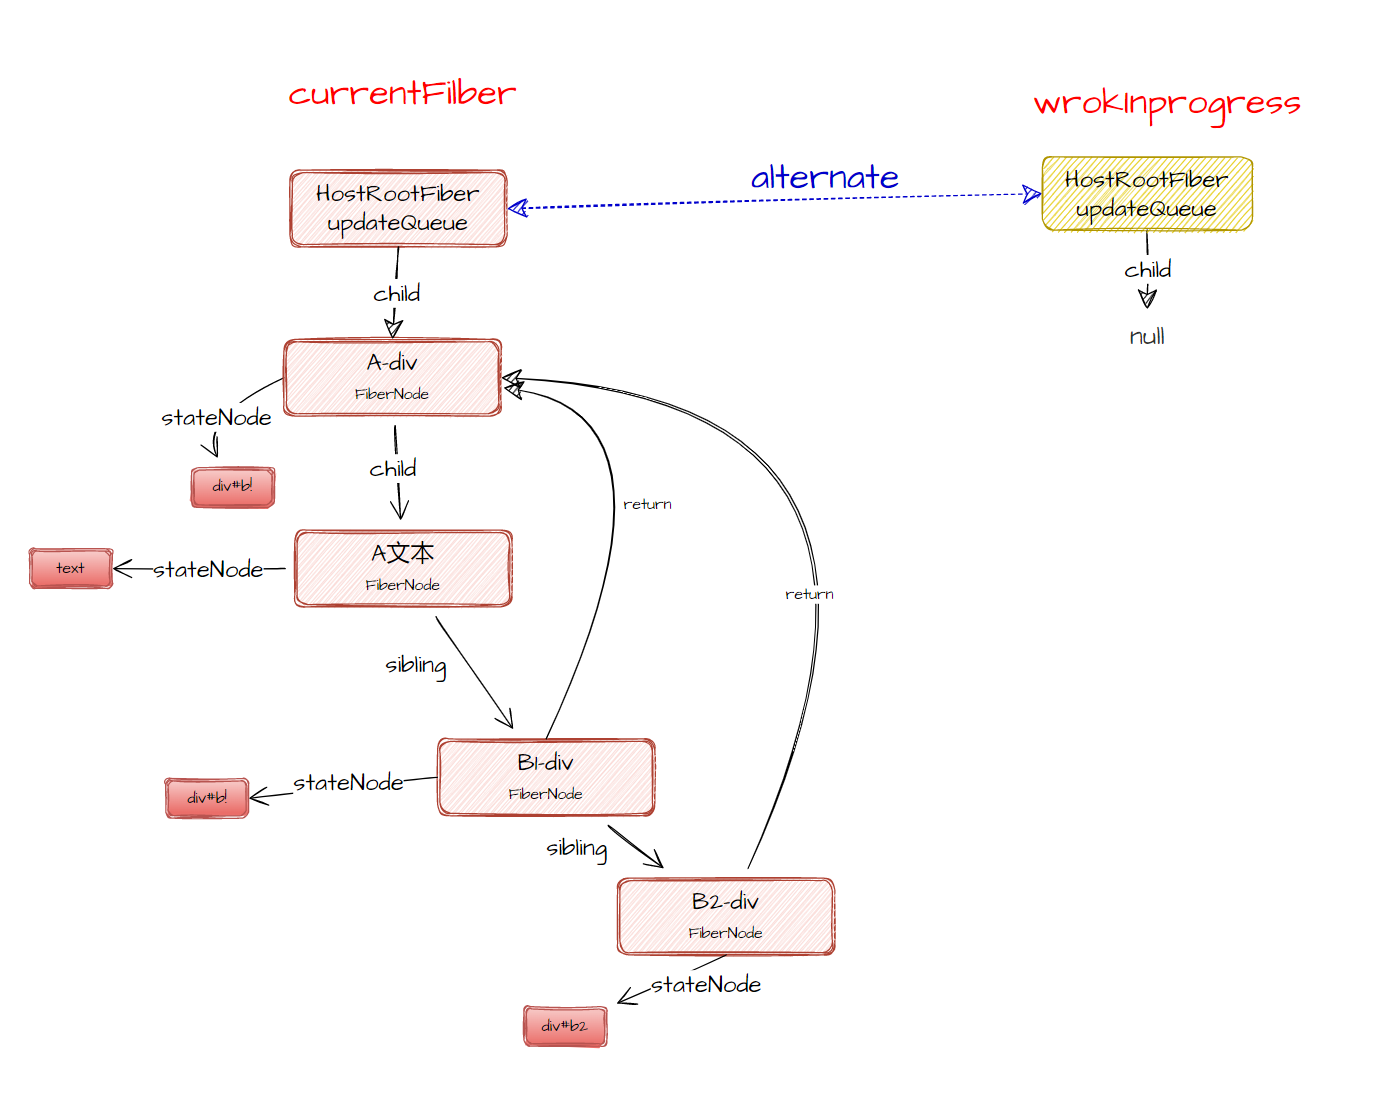 currentFilber
wrokInprogress
alternate
HostRootFiber
updateQueue
HostRootFiber
updateQueue
child
child
null
A-div
FiberNode
stateNode
child
div#b!
return
A文本
FiberNode
text
stateNode
return
sibling
B1-div
FiberNode
stateNode
div#b!
sibling
B2-div
FiberNode
stateNode
div#b2